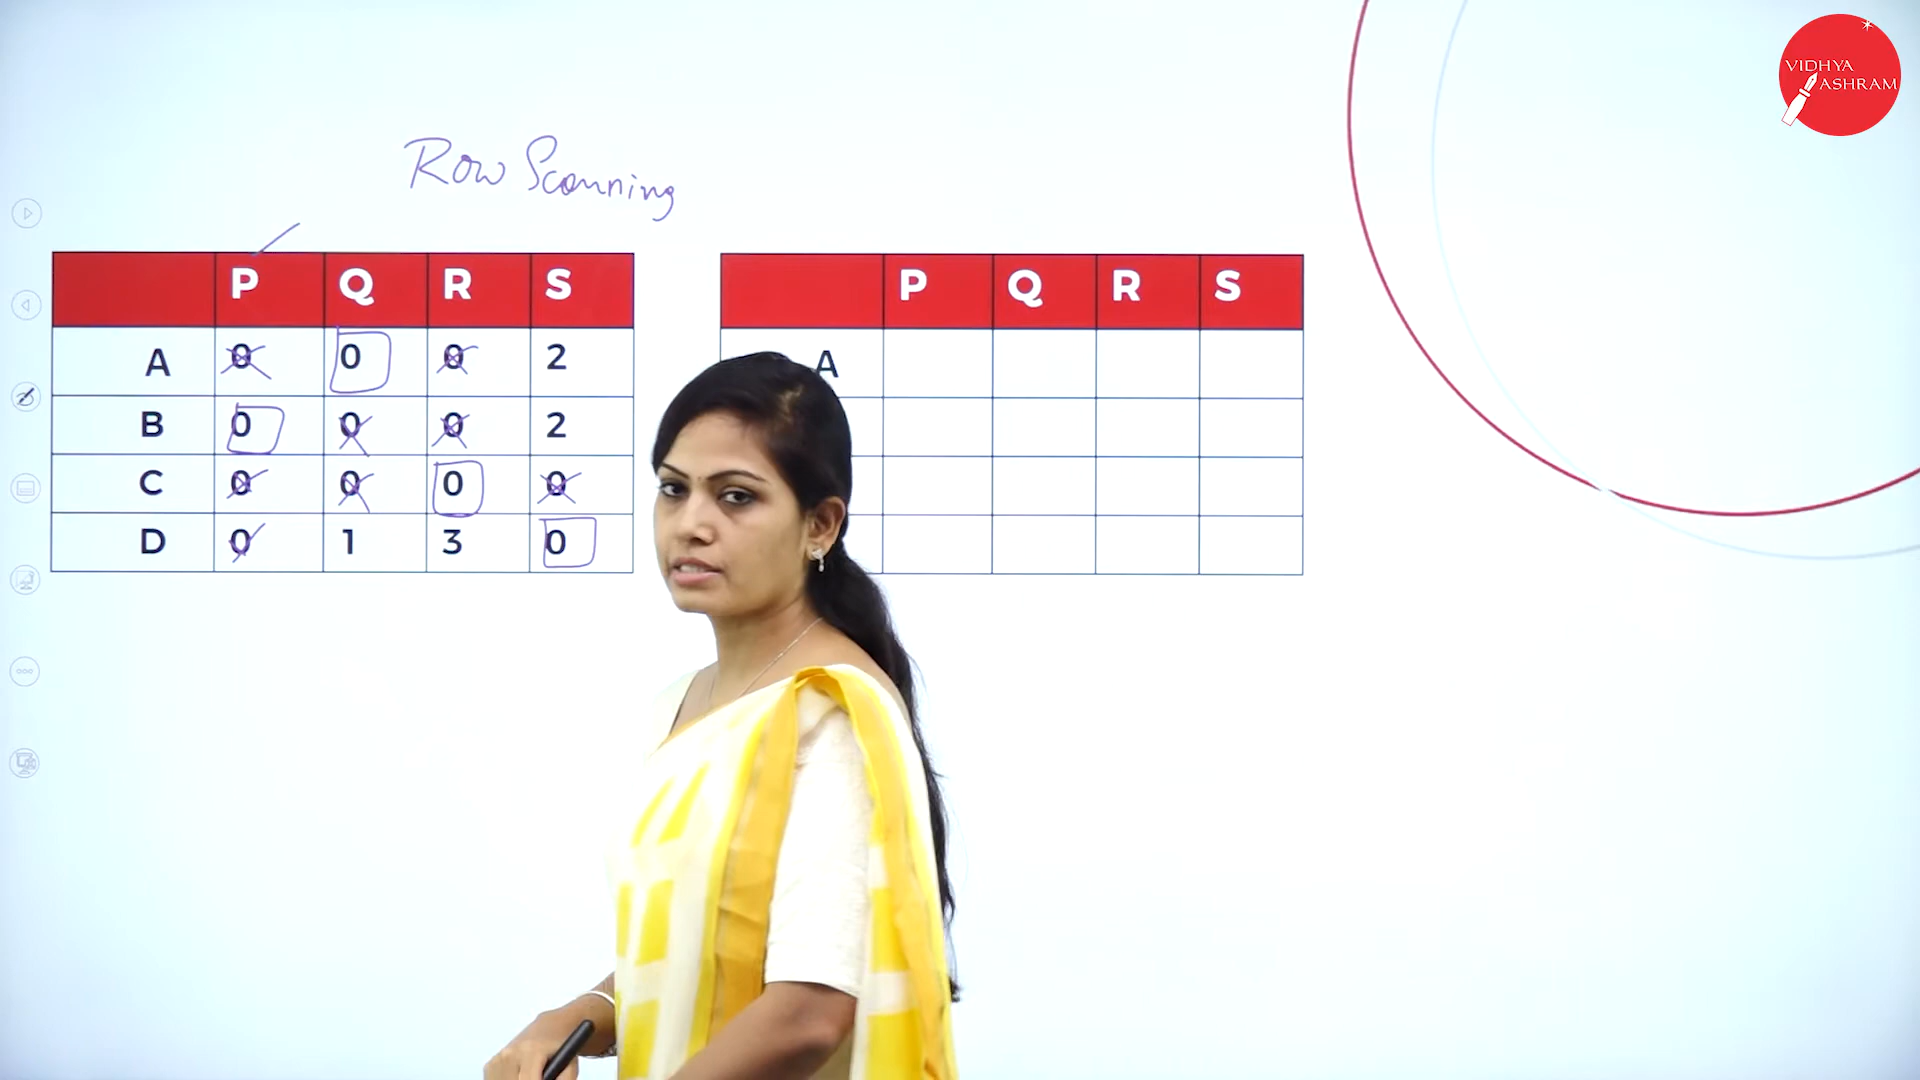 VIDHYA
ASHRAM
Row Scanning
P Q R S
A 0 0 0 2
B 0 0 0 2
C 0 0 0 0
D 0 1 3 0
P Q R S
A